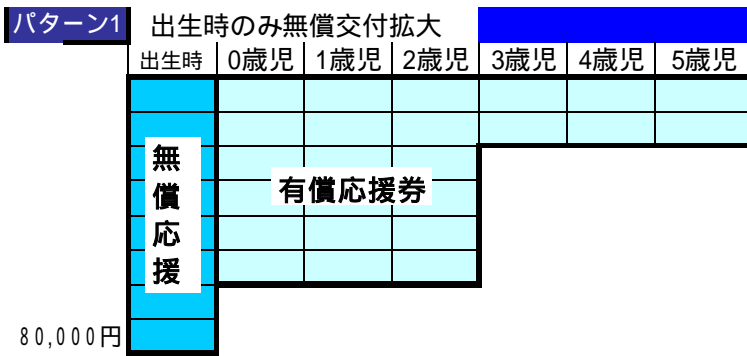 パターン1 出生時のみ無償交付拡大
出生時 0歳児 1歳児 2歳児 3歳児 4歳児 5歳児
無償応援
有償応援券
80,000円